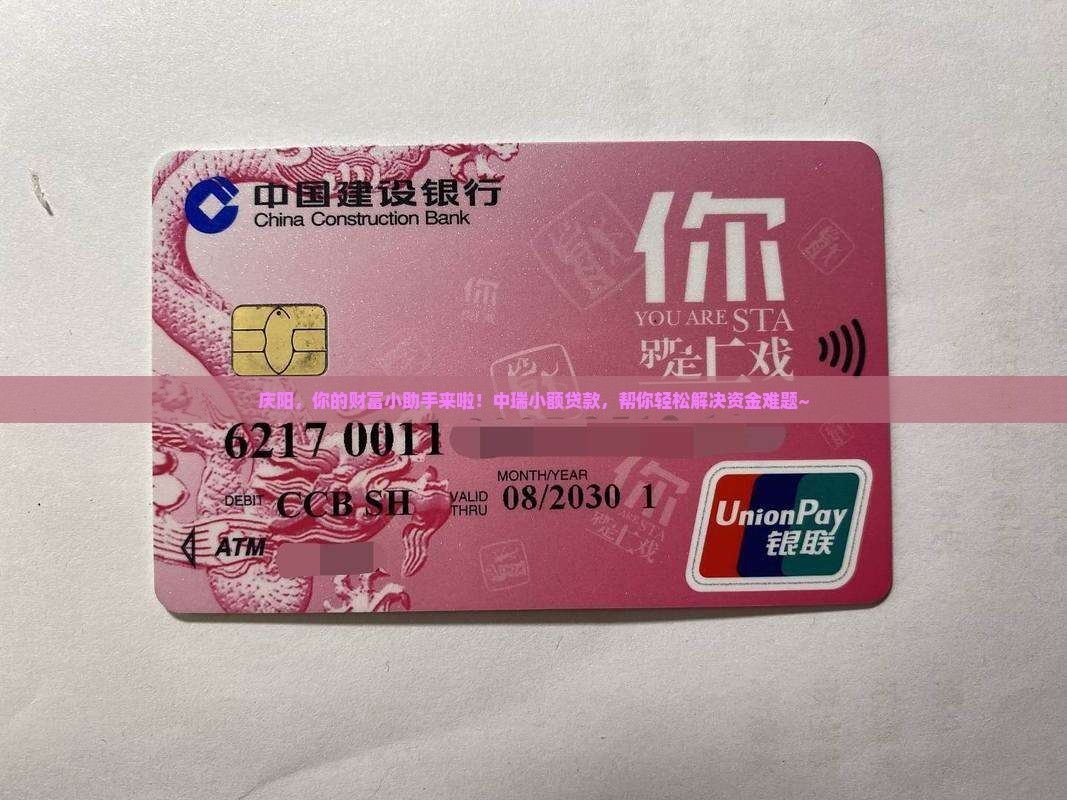 中国建设银行
China Construction Bank
你
YOU ARE STA
就是上戏
庆阳，你的财富小助手来啦！中瑞小额贷款，帮你轻松解决资金难题~
6217 0011
MONTH/YEAR
DEBIT CCB SH VALID THRU 08/2030 1
ATM
UnionPay
银联